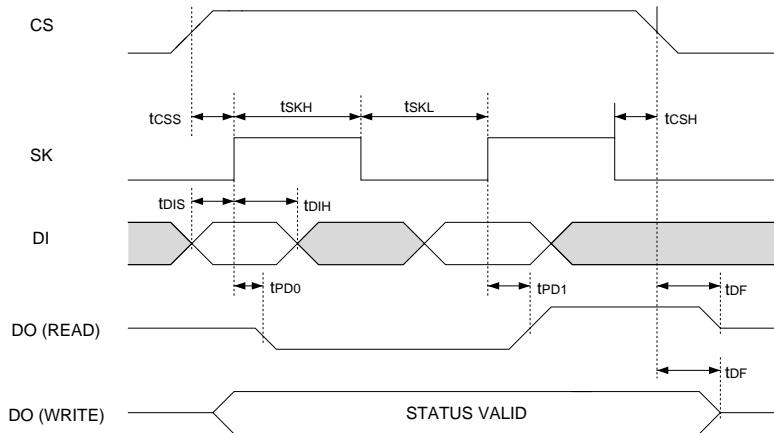 CS
tCSS tSKH tSKL tCSH
SK
tDIS tDIH
DI
tPD0 tPD1 tDF
DO (READ)
tDF
DO (WRITE) STATUS VALID